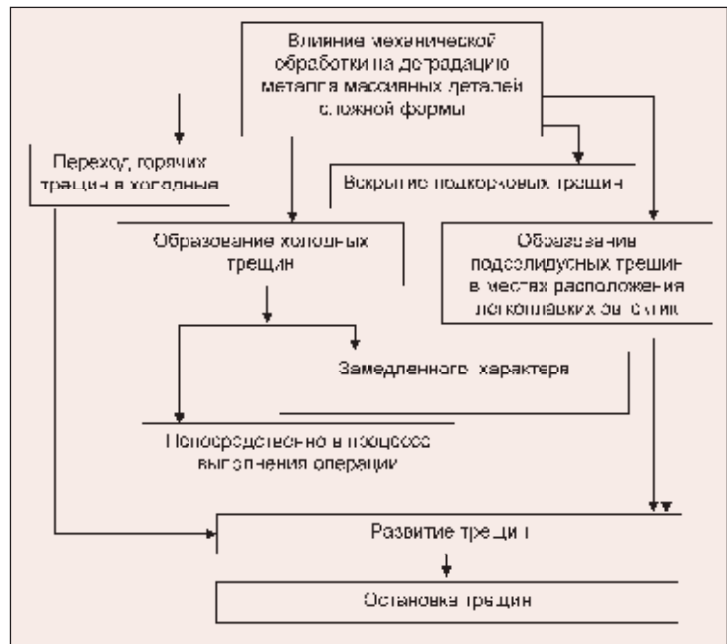 Влияние механической
обработки на деградацию
металла массивных деталей
сложной формы
Переход горячих
трещин в холодные
Вскрытие подкорковых трещин
Образование холодных
трещин
Образование
подсолидусных трещин
в местах расположения
легкоплавких эвтектик
Замедленного характера
Непосредственно в процессе
выполнения операции
Развитие трещин
Остановка трещин